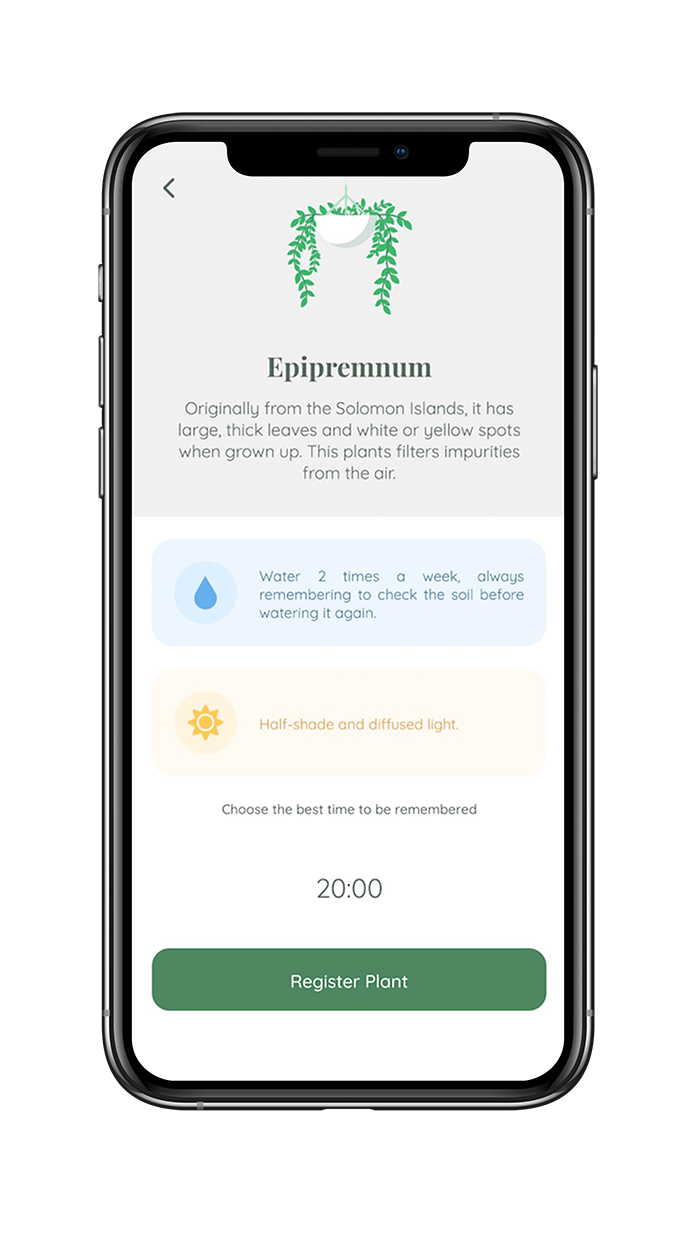 Epipremnum
Originally from the Solomon Islands, it has
large, thick leaves and white or yellow spots
when grown up. This plants filters impurities
from the air.
Water 2 times a week, always
remembering to check the soil before
watering it again.
Half-shade and diffused light.
Choose the best time to be remembered
20:00
Register Plant